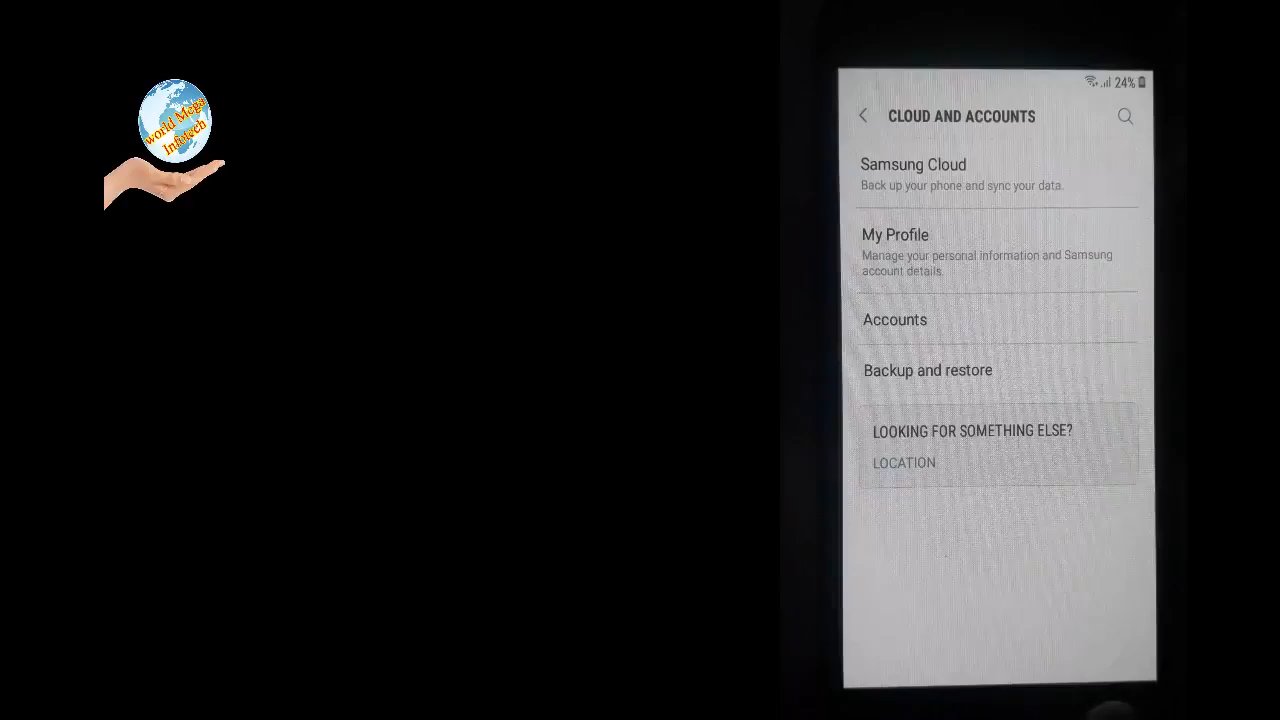 world Mega
Infotech
24%
CLOUD AND ACCOUNTS
Samsung Cloud
Back up your phone and sync your data.
My Profile
Manage your personal information and Samsung
account details.
Accounts
Backup and restore
LOOKING FOR SOMETHING ELSE?
LOCATION